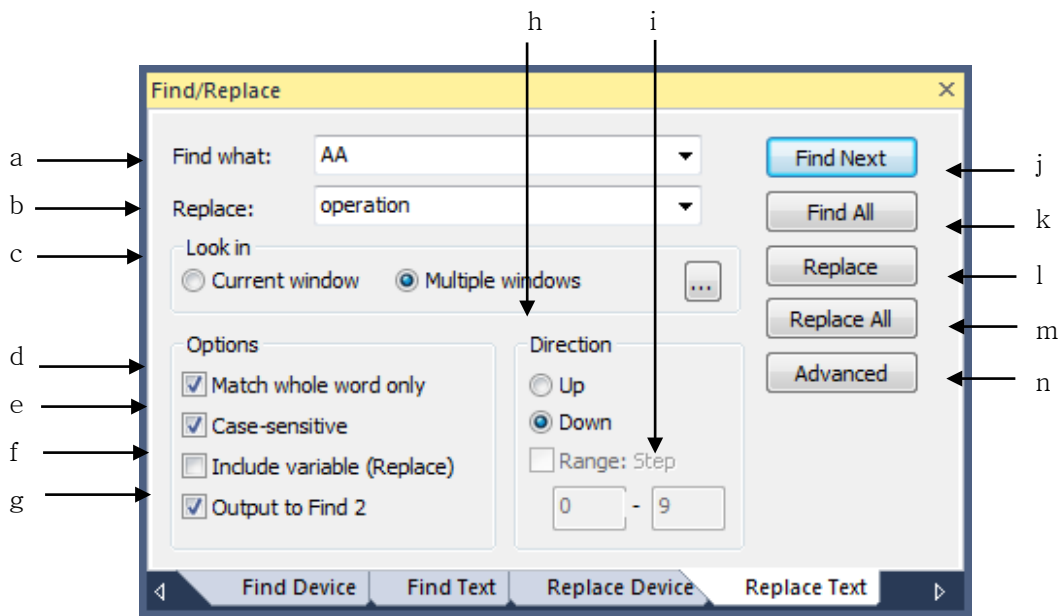 h i
Find/Replace
a Find what: AA Find Next j
b Replace: operation Find All k
c Look in
Current window Multiple windows ... Replace l
Replace All m
Options Direction
d Match whole word only Up Advanced n
e Case-sensitive Down
f Include variable (Replace) Range: Step
g Output to Find 2 0 - 9
Find Device Find Text Replace Device Replace Text